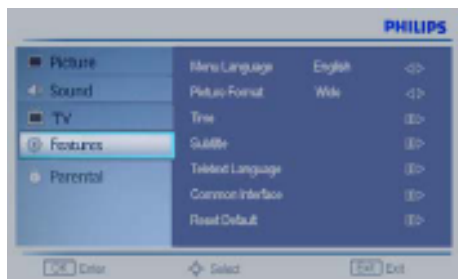 PHILIPS
Picture
Sound
TV
Features
Parental
Menu Language English
Picture Format Wide
Time
Subtitle
Teletext Language
Common Interface
Reset Default
OK Enter Select Exit Exit